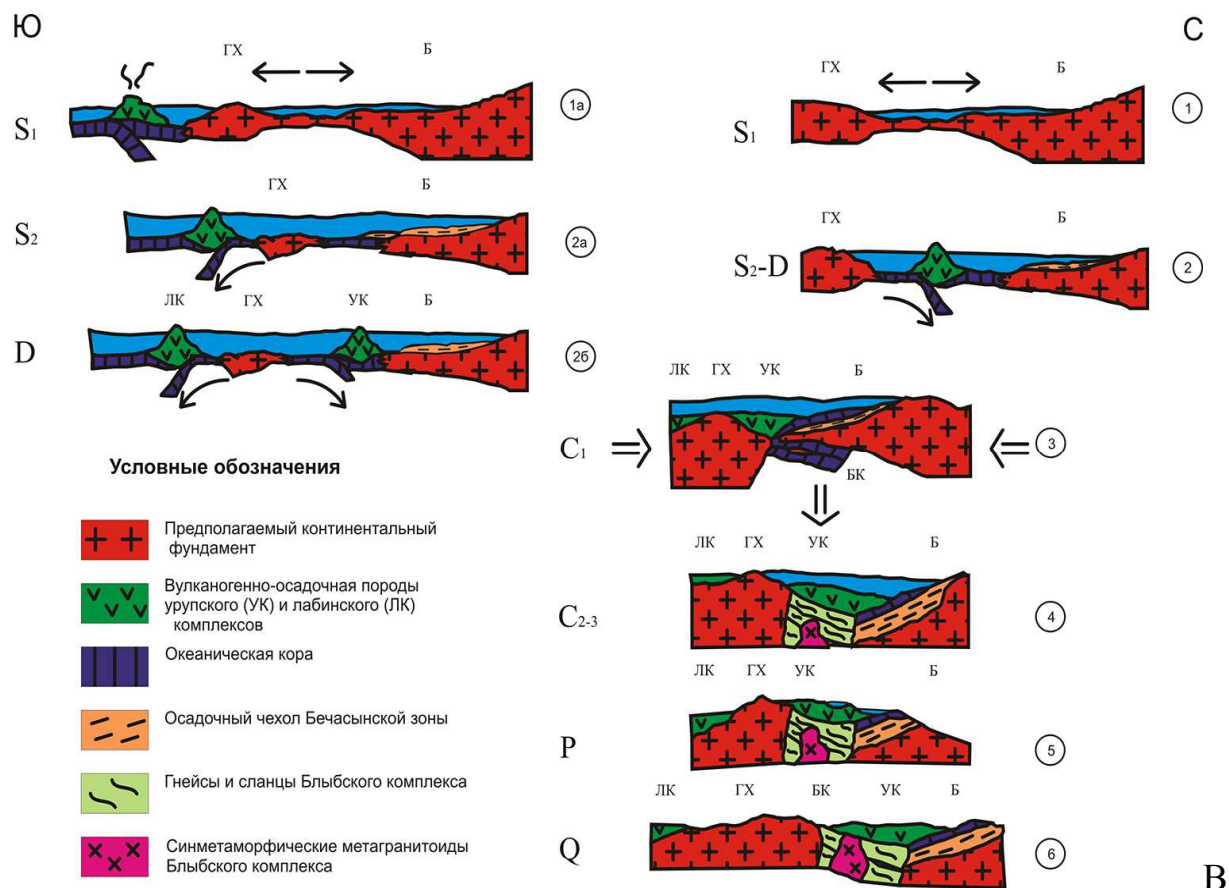 Ю
С
ГХ Б
1а
S1
ГХ Б
1
S1
ГХ Б
S2
2а
ГХ Б
S2-D
2
ЛК ГХ УК Б
D
2б
ЛК ГХ УК Б
C1
3
БК
Условные обозначения
Предполагаемый континентальный
фундамент
Вулканогенно-осадочная породы
урупского (УК) и лабинского (ЛК)
комплексов
Океаническая кора
Осадочный чехол Бечасынской зоны
Гнейсы и сланцы Блыбского комплекса
Синметаморфические метагранитоиды
Блыбского комплекса
ЛК ГХ УК Б
C2-3
4
ЛК ГХ УК Б
P
5
ЛК ГХ БК УК Б
Q
6
В